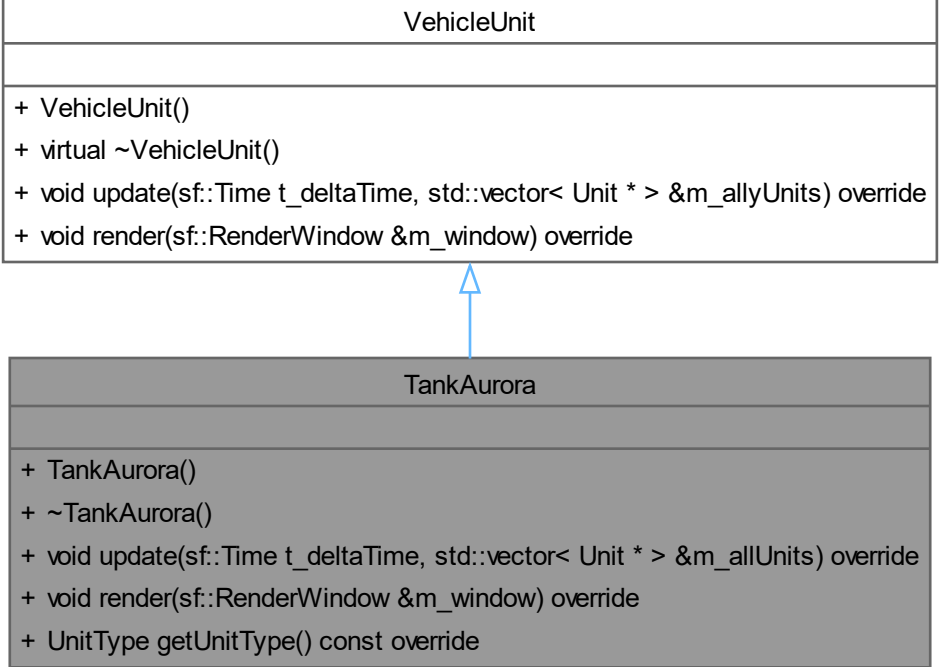 VehicleUnit
+ VehicleUnit()
+ virtual ~VehicleUnit()
+ void update(sf::Time t_deltaTime, std::vector< Unit * > &m_allyUnits) override
+ void render(sf::RenderWindow &m_window) override
TankAurora
+ TankAurora()
+ ~TankAurora()
+ void update(sf::Time t_deltaTime, std::vector< Unit * > &m_allUnits) override
+ void render(sf::RenderWindow &m_window) override
+ UnitType getUnitType() const override